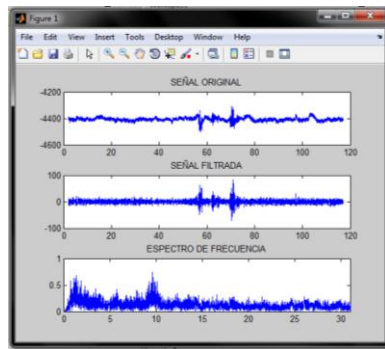 Figure 1
File Edit View Insert Tools Desktop Window Help
SEÑAL ORIGINAL
-4200
-4400
-4600
0 20 40 60 80 100 120
SEÑAL FILTRADA
100
0
-100
0 20 40 60 80 100 120
ESPECTRO DE FRECUENCIA
1
0.5
0
0 5 10 15 20 25 30